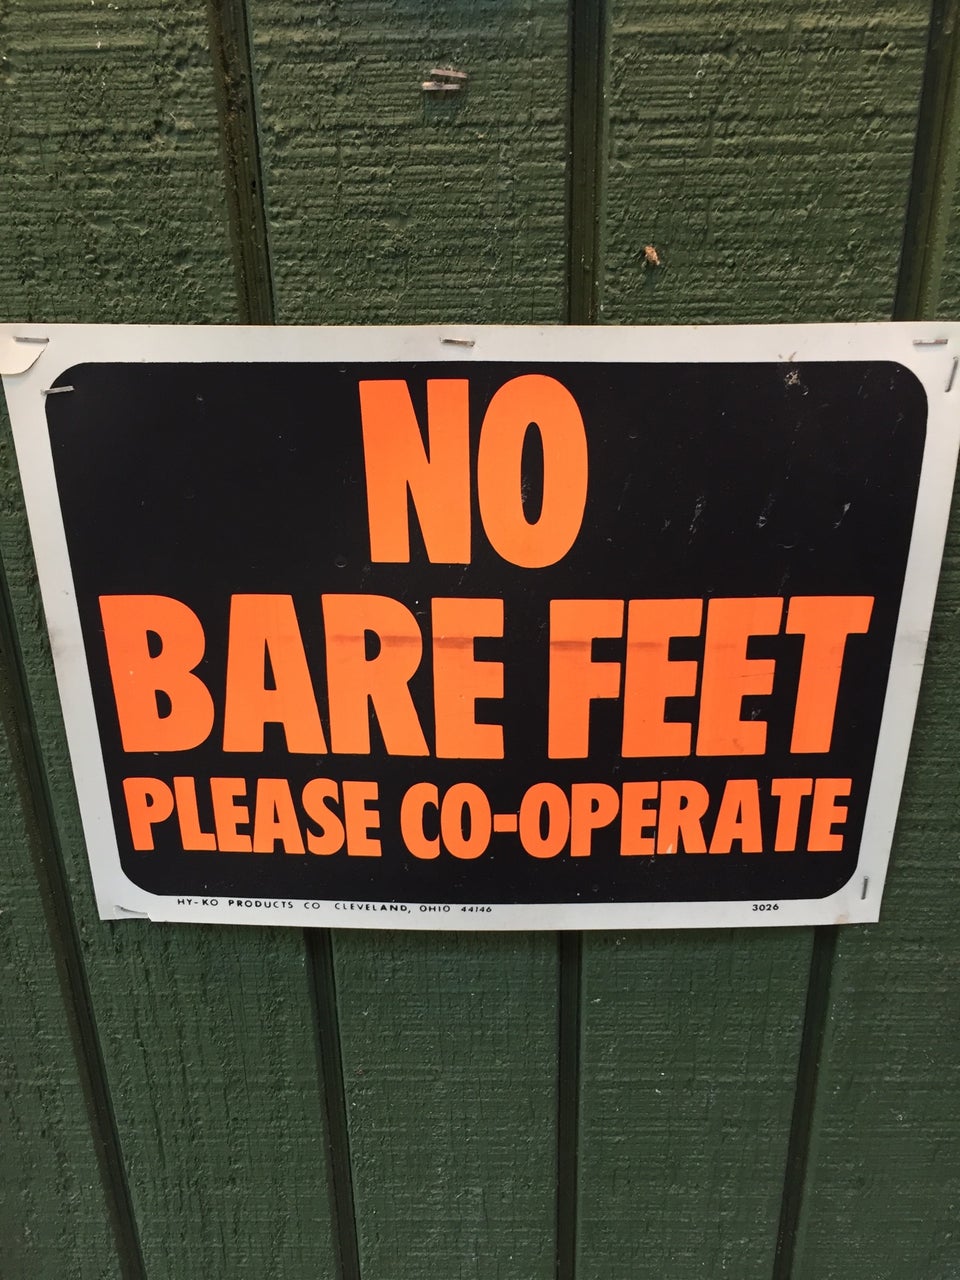 NO
BARE FEET
PLEASE CO-OPERATE
HY-KO PRODUCTS CO CLEVELAND, OHIO 44146 3026